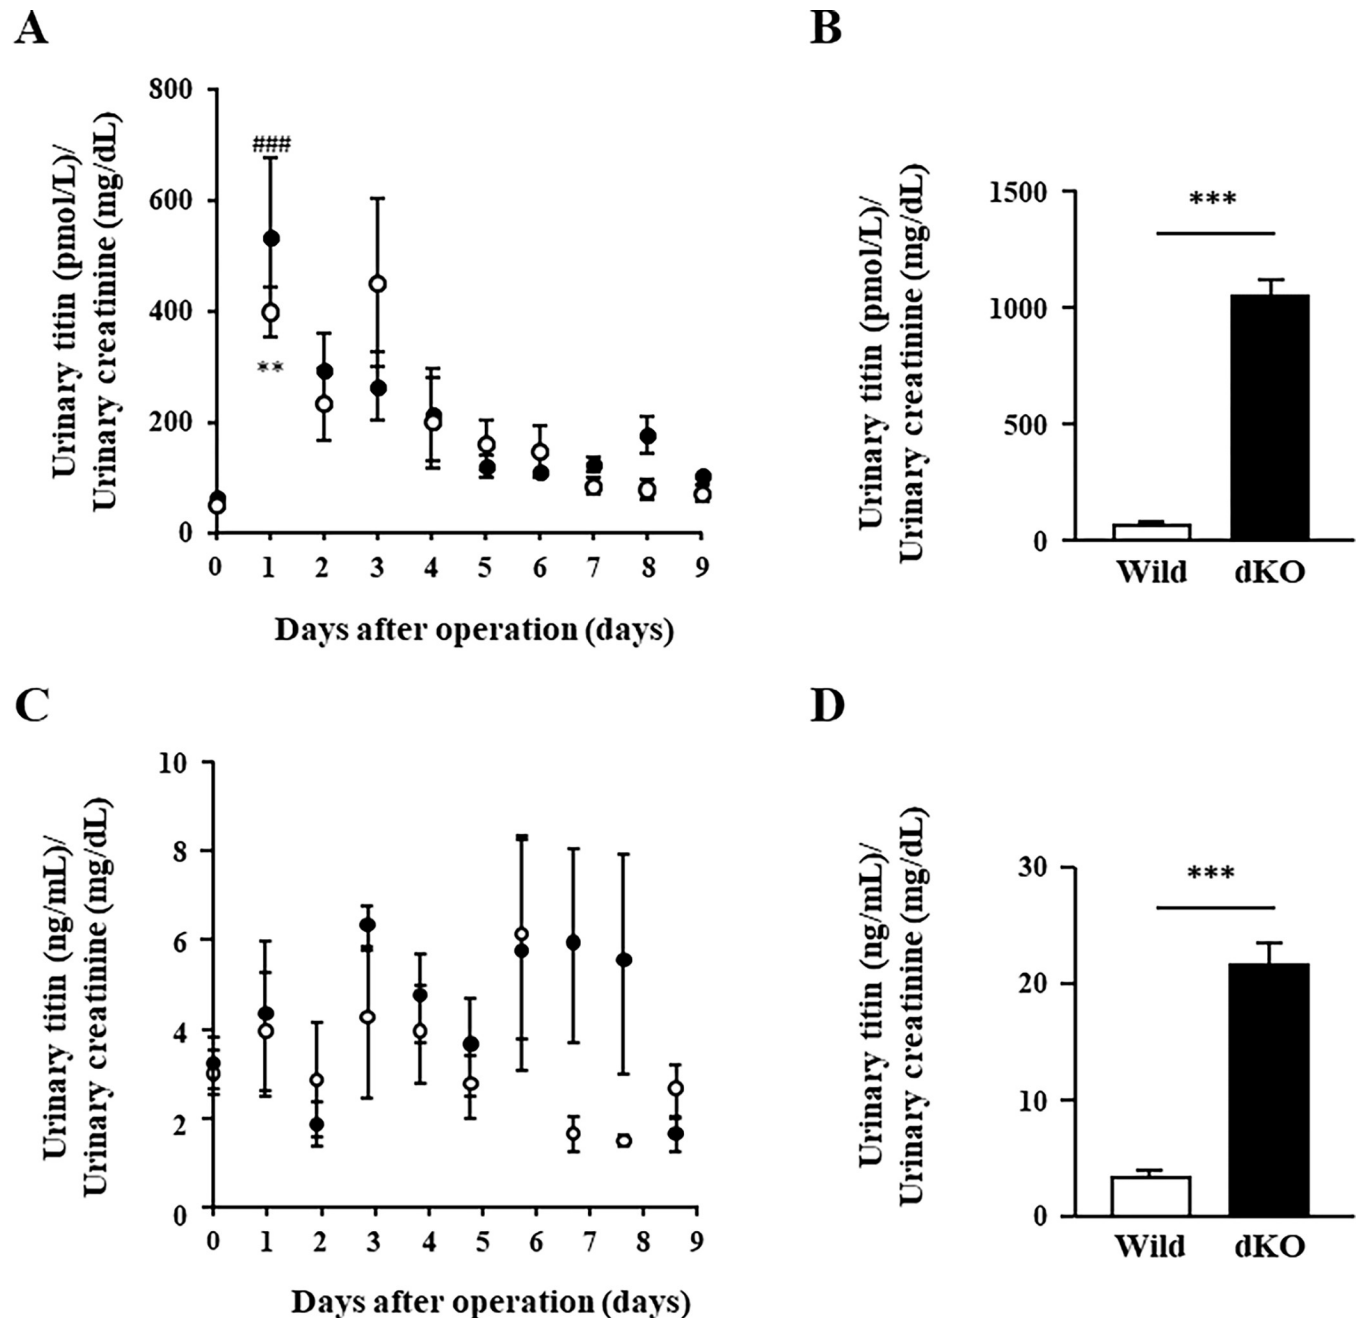 A
Urinary titin (pmol/L)/
Urinary creatinine (mg/dL)
800
600
400
200
0
###
**
0 1 2 3 4 5 6 7 8 9
Days after operation (days)
B
Urinary titin (pmol/L)/
Urinary creatinine (mg/dL)
1500
1000
500
0
***
Wild dKO
C
Urinary titin (ng/mL)/
Urinary creatinine (mg/dL)
10
8
6
4
2
0
0 1 2 3 4 5 6 7 8 9
Days after operation (days)
D
Urinary titin (ng/mL)/
Urinary creatinine (mg/dL)
30
20
10
0
***
Wild dKO